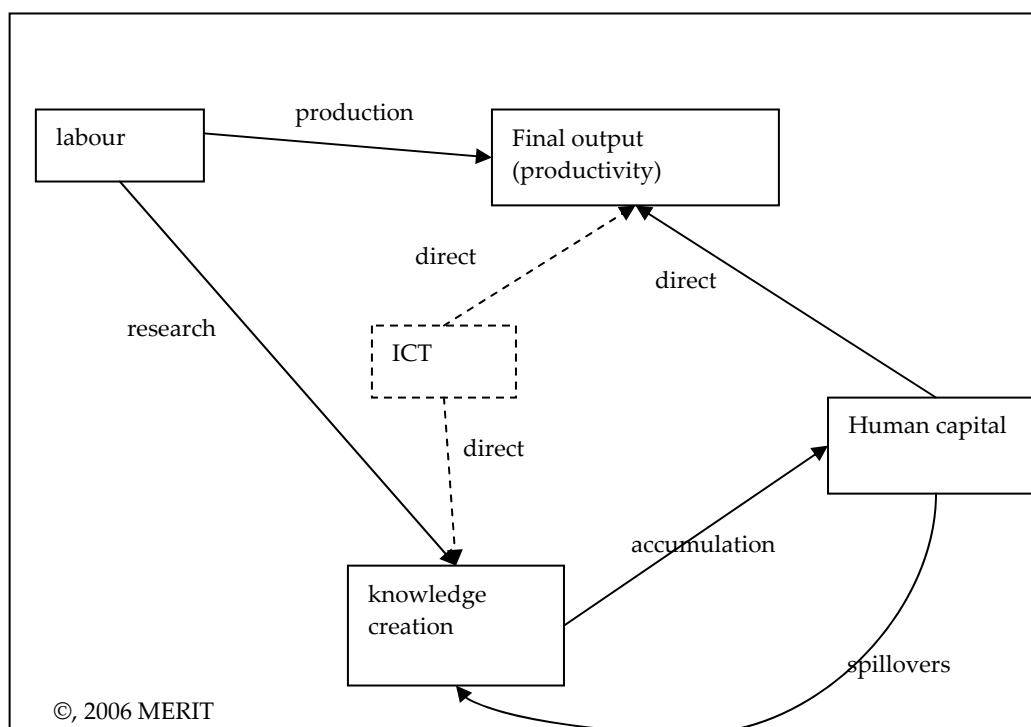 production
labour
Final output
(productivity)
direct
direct
research
ICT
Human capital
direct
accumulation
knowledge
creation
spillovers
©, 2006 MERIT